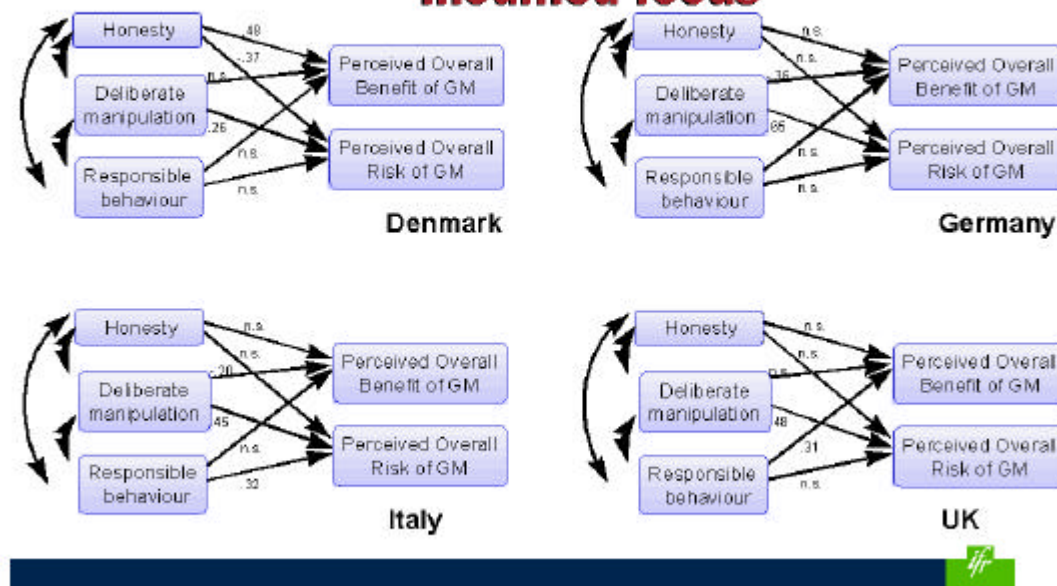 Honesty
.48
-.37
Deliberate
manipulation
n.s.
.26
Responsible
behaviour
n.s.
n.s.
Perceived Overall
Benefit of GM
Perceived Overall
Risk of GM
Denmark
Honesty
n.s.
n.s.
Deliberate
manipulation
Responsible
behaviour
n.s.
n.s.
Perceived Overall
Benefit of GM
Perceived Overall
Risk of GM
Germany
Honesty
n.s.
n.s.
Deliberate
manipulation
45
Responsible
behaviour
n.s.
.32
Perceived Overall
Benefit of GM
Perceived Overall
Risk of GM
Italy
Honesty
n.s.
n.s.
Deliberate
manipulation
n.s.
48
Responsible
behaviour
.31
n.s.
Perceived Overall
Benefit of GM
Perceived Overall
Risk of GM
UK
ifr